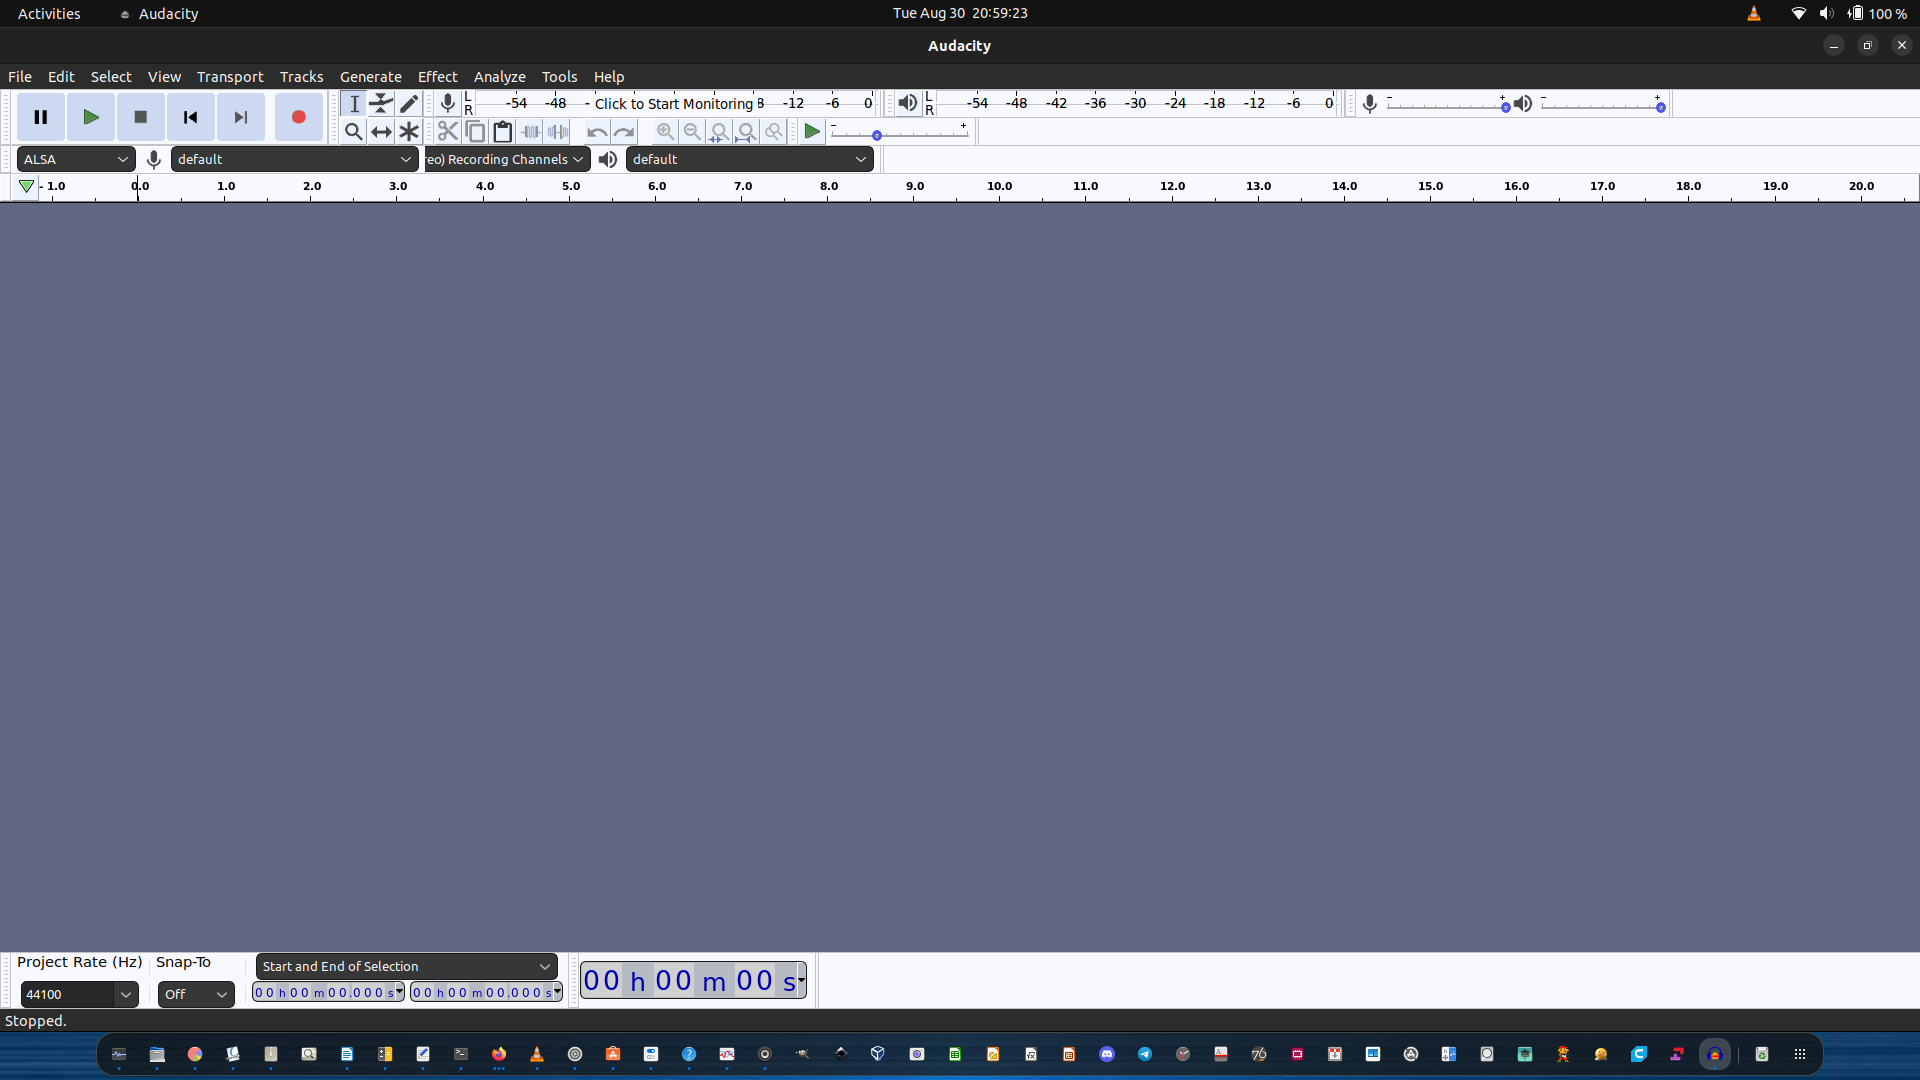 Activities Audacity Tue Aug 30 20:59:23 100 %
Audacity
File Edit Select View Transport Tracks Generate Effect Analyze Tools Help
L R -54 -48 - Click to Start Monitoring 8 -12 -6 0 L R -54 -48 -42 -36 -30 -24 -18 -12 -6 0 - + - +
- +
ALSA default reo) Recording Channels default
- 1.0 0.0 1.0 2.0 3.0 4.0 5.0 6.0 7.0 8.0 9.0 10.0 11.0 12.0 13.0 14.0 15.0 16.0 17.0 18.0 19.0 20.0
Project Rate (Hz) Snap-To Start and End of Selection
44100 Off 00 h 00 m 00.000 s 00 h 00 m 00.000 s 00 h 00 m 00 s
Stopped.